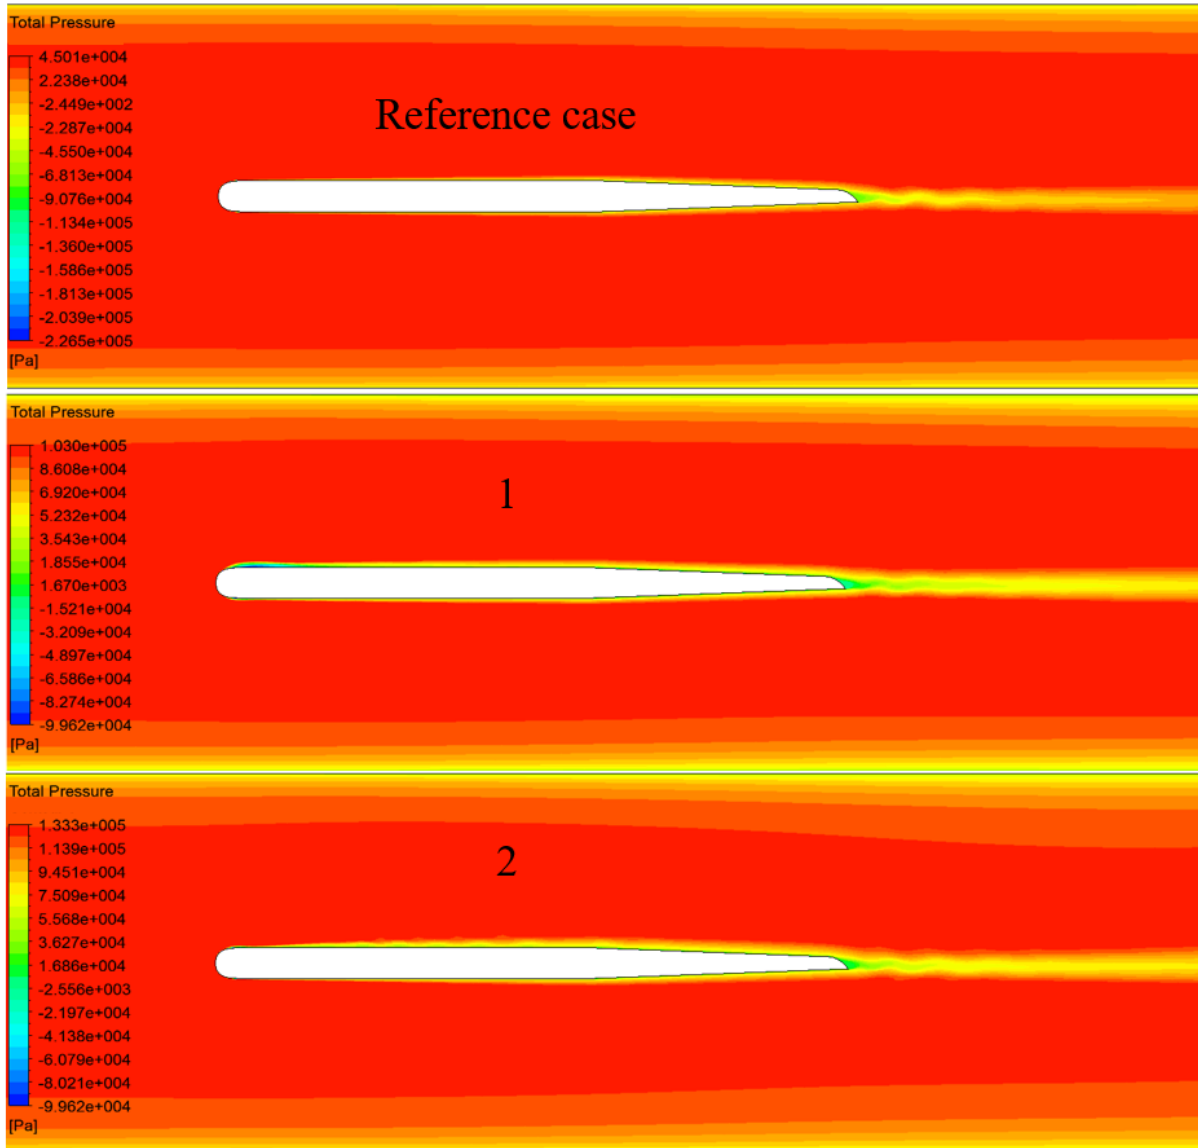 Total Pressure
4.501e+004
2.238e+004
-2.449e+002
-2.287e+004
-4.550e+004
-6.813e+004
-9.076e+004
-1.134e+005
-1.360e+005
-1.586e+005
-1.813e+005
-2.039e+005
-2.265e+005
[Pa]
Reference case
Total Pressure
1.030e+005
8.608e+004
6.920e+004
5.232e+004
3.543e+004
1.855e+004
1.670e+003
-1.521e+004
-3.209e+004
-4.897e+004
-6.586e+004
-8.274e+004
-9.962e+004
[Pa]
1
Total Pressure
1.333e+005
1.139e+005
9.451e+004
7.509e+004
5.568e+004
3.627e+004
1.686e+004
-2.556e+003
-2.197e+004
-4.138e+004
-6.079e+004
-8.021e+004
-9.962e+004
[Pa]
2